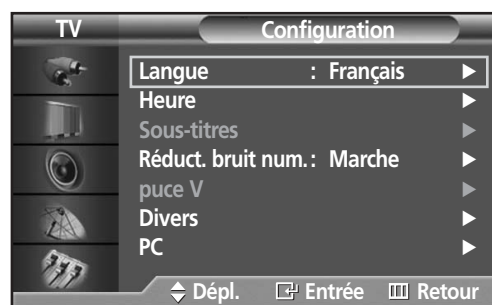 TV Configuration
Langue : Français
Heure
Sous-titres
Réduct. bruit num. : Marche
puce V
Divers
PC
Dépl. Entrée Retour